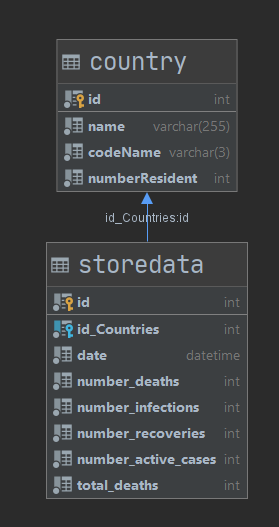 country
id int
name varchar(255)
codeName varchar(3)
numberResident int
id_Countries:id
storedata
id int
id_Countries int
date datetime
number_deaths int
number_infections int
number_recoveries int
number_active_cases int
total_deaths int